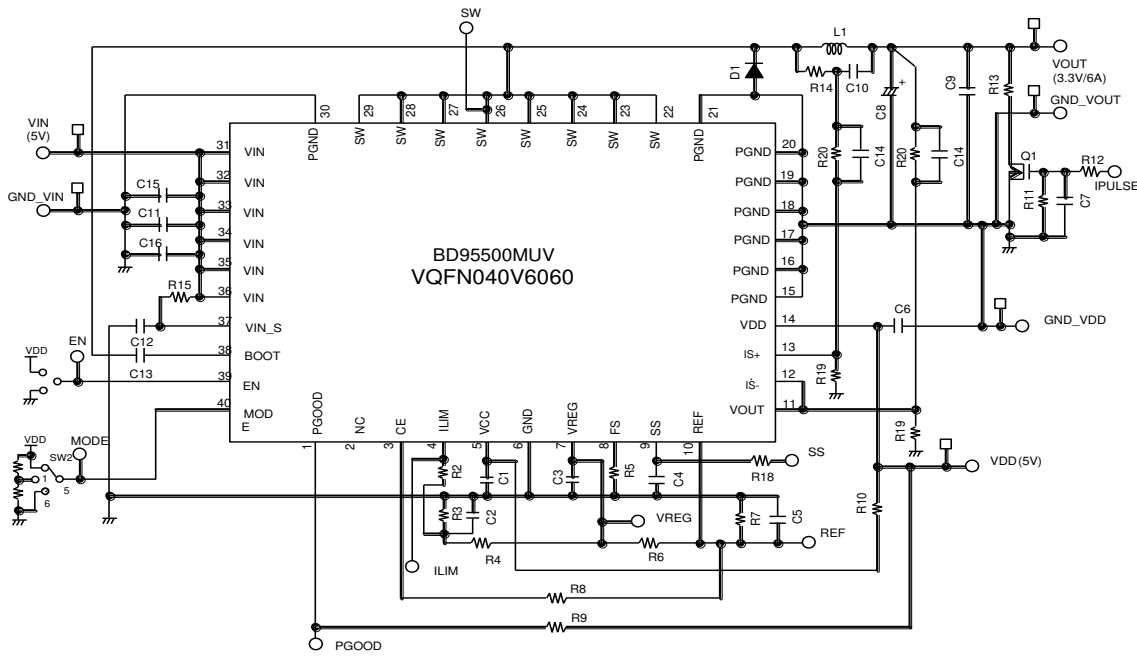 SW
L1
VOUT
(3.3V/6A)
D1
R14
C10
C8
+
C9
R13
GND_VOUT
30
29
28
27
26
25
24
23
22
21
VIN
(5V)
PGND
SW
SW
SW
SW
SW
SW
SW
SW
PGND
31
VIN
PGND
20
R20
C14
R20
C14
Q1
R12
IPULSE
32
VIN
PGND
19
C15
GND_VIN
R11
C7
33
VIN
PGND
18
C11
34
VIN
PGND
17
C16
BD95500MUV
VQFN040V6060
35
VIN
PGND
16
R15
36
VIN
PGND
15
C6
37
VIN_S
VDD
14
GND_VDD
C12
EN
VDD
38
BOOT
IS+
13
C13
R19
39
EN
IS-
12
40
MOD
E
VOUT
11
PGOOD
NC
CE
ILIM
VCC
GND
VREG
FS
SS
REF
R19
1
2
3
4
5
6
7
8
9
10
VDD
MODE
SW2
1
5
6
R2
C1
C3
R5
C4
SS
R18
VDD(5V)
R10
R3
C2
VREG
R7
C5
R4
R6
REF
ILIM
R8
R9
PGOOD